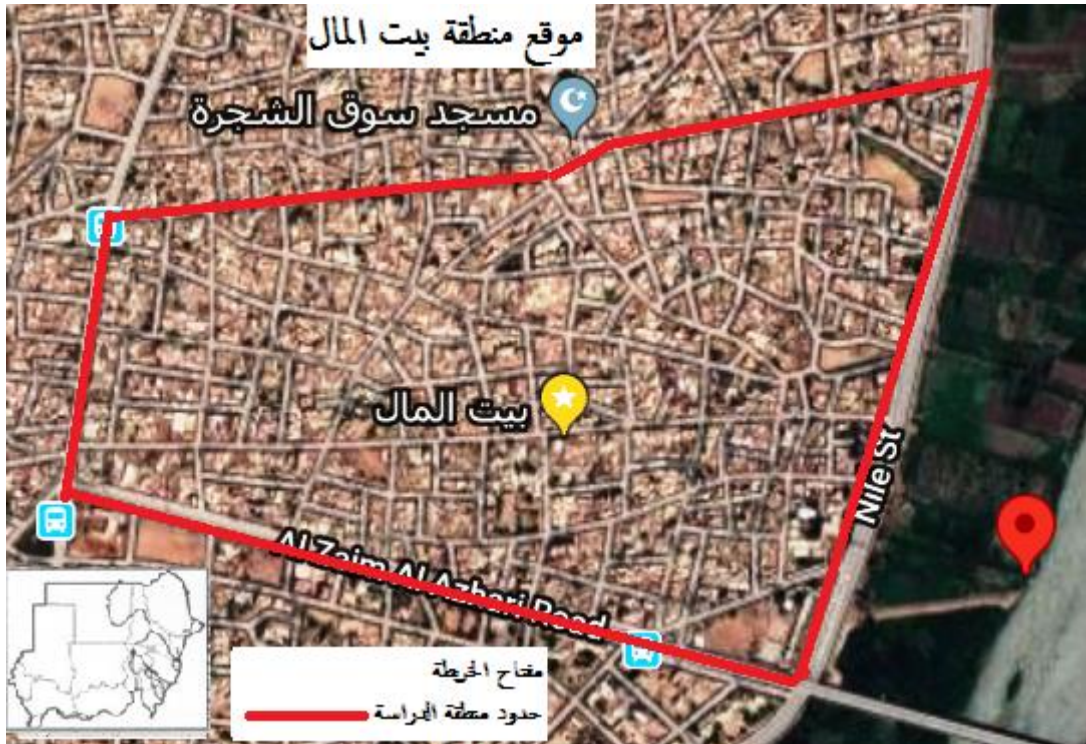 موقع منطقة بيت المال
مسجد سوق الشجرة
بيت المال
Nile St
Al Zaim Al Azhari Road
مفتاح الخريطة
حدود منطقة الدراسة